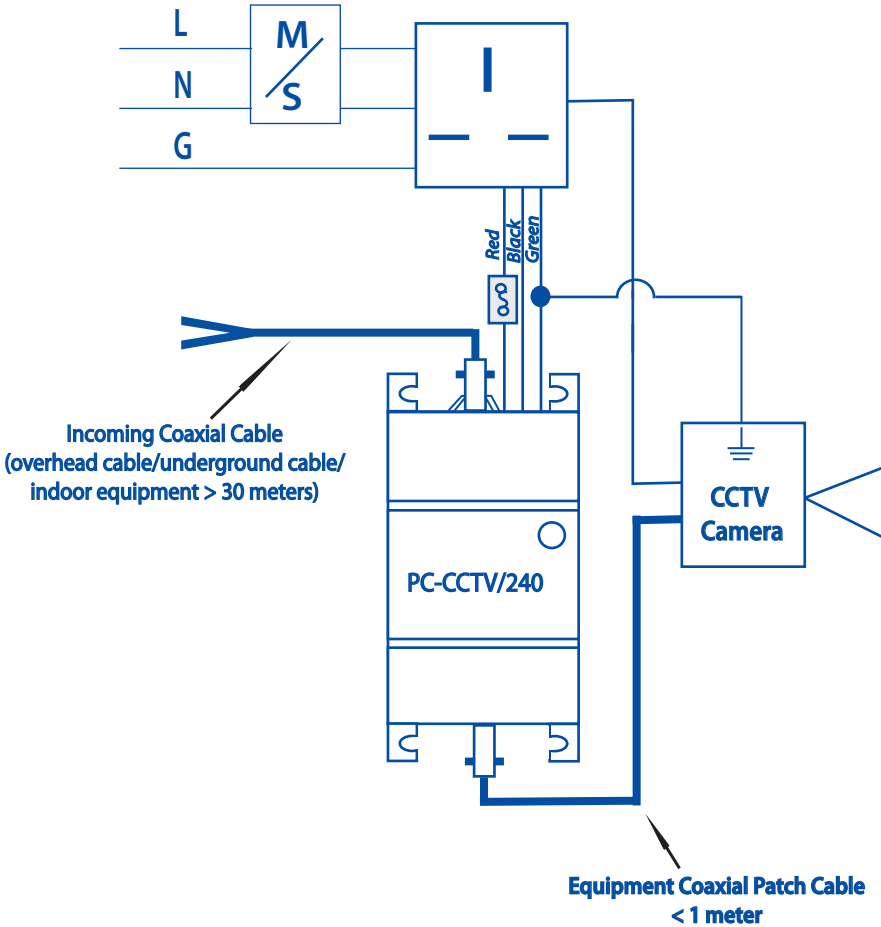 L
M
S
N
G
Red
Black
Green
Incoming Coaxial Cable
(overhead cable/underground cable/
indoor equipment > 30 meters)
CCTV
Camera
PC-CCTV/240
Equipment Coaxial Patch Cable
< 1 meter